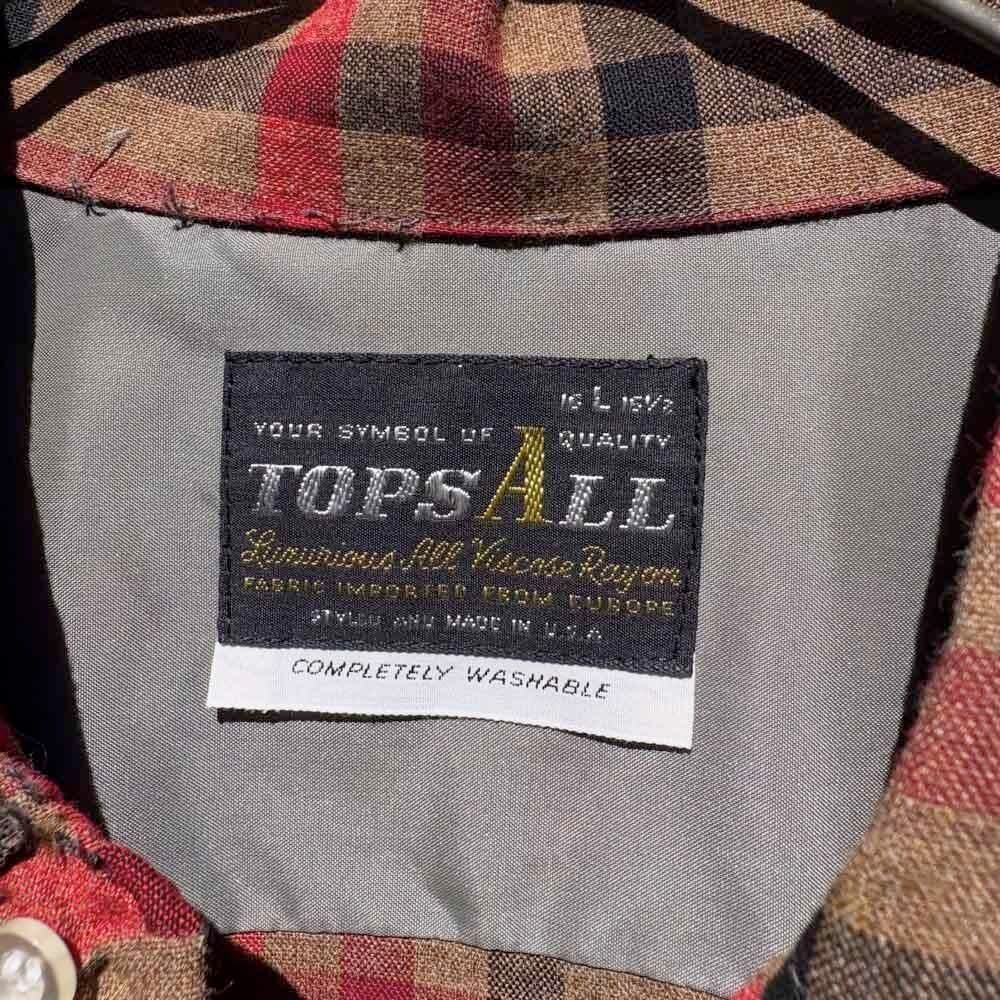 16 L 16½
YOUR SYMBOL OF QUALITY
TOPSALL
Luxurious All Viscose Rayon
FABRIC IMPORTED FROM EUROPE
STYLED AND MADE IN U.S.A
COMPLETELY WASHABLE